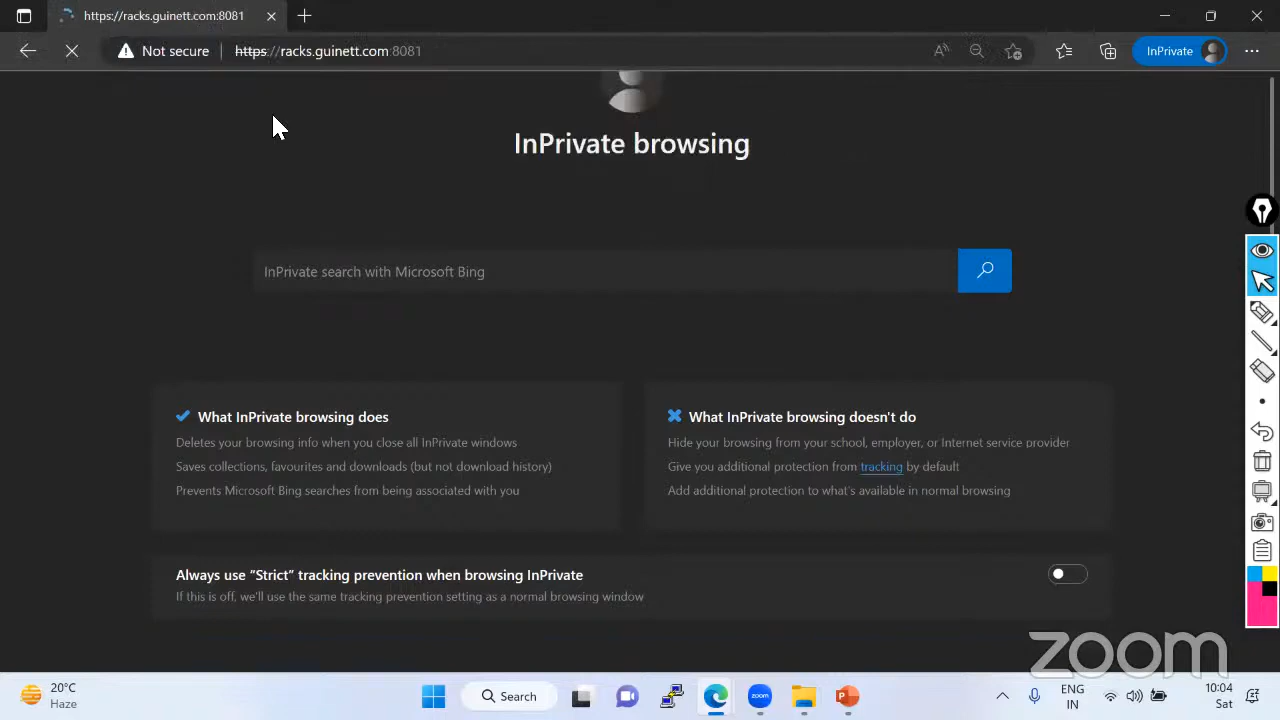 https://racks.guinett.com:8081
Not secure
https://racks.guinett.com:8081
InPrivate
InPrivate browsing
InPrivate search with Microsoft Bing
What InPrivate browsing does
Deletes your browsing info when you close all InPrivate windows
Saves collections, favourites and downloads (but not download history)
Prevents Microsoft Bing searches from being associated with you
What InPrivate browsing doesn't do
Hide your browsing from your school, employer, or Internet service provider
Give you additional protection from tracking by default
Add additional protection to what's available in normal browsing
Always use “Strict” tracking prevention when browsing InPrivate
If this is off, we'll use the same tracking prevention setting as a normal browsing window
zoom
20°C
Haze
Search
zoom
ENG
IN
10:04
Sat